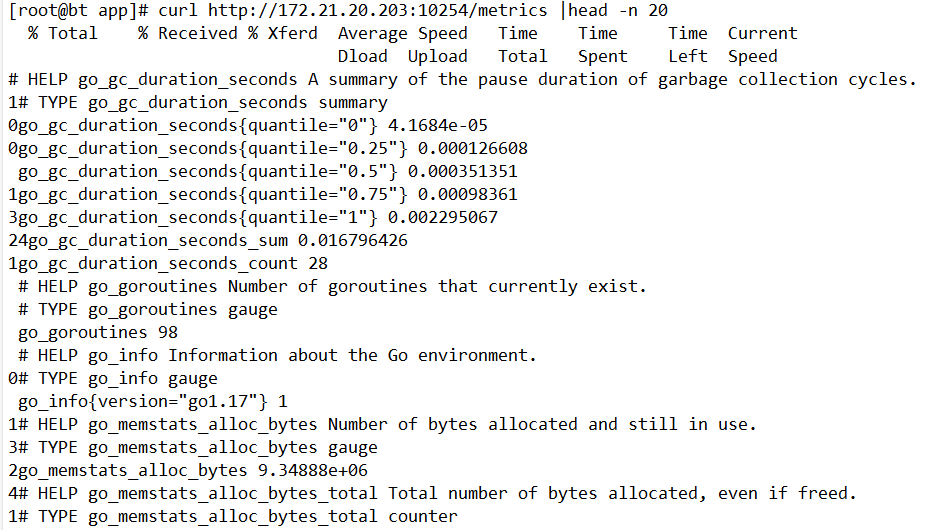 [root@bt app]# curl http://172.21.20.203:10254/metrics |head -n 20
  % Total    % Received % Xferd  Average Speed   Time    Time     Time  Current
                                 Dload  Upload   Total   Spent    Left  Speed
# HELP go_gc_duration_seconds A summary of the pause duration of garbage collection cycles.
1# TYPE go_gc_duration_seconds summary
0go_gc_duration_seconds{quantile="0"} 4.1684e-05
0go_gc_duration_seconds{quantile="0.25"} 0.000126608
 go_gc_duration_seconds{quantile="0.5"} 0.000351351
1go_gc_duration_seconds{quantile="0.75"} 0.00098361
3go_gc_duration_seconds{quantile="1"} 0.002295067
24go_gc_duration_seconds_sum 0.016796426
1go_gc_duration_seconds_count 28
 # HELP go_goroutines Number of goroutines that currently exist.
 # TYPE go_goroutines gauge
 go_goroutines 98
 # HELP go_info Information about the Go environment.
0# TYPE go_info gauge
 go_info{version="go1.17"} 1
1# HELP go_memstats_alloc_bytes Number of bytes allocated and still in use.
3# TYPE go_memstats_alloc_bytes gauge
2go_memstats_alloc_bytes 9.34888e+06
4# HELP go_memstats_alloc_bytes_total Total number of bytes allocated, even if freed.
1# TYPE go_memstats_alloc_bytes_total counter